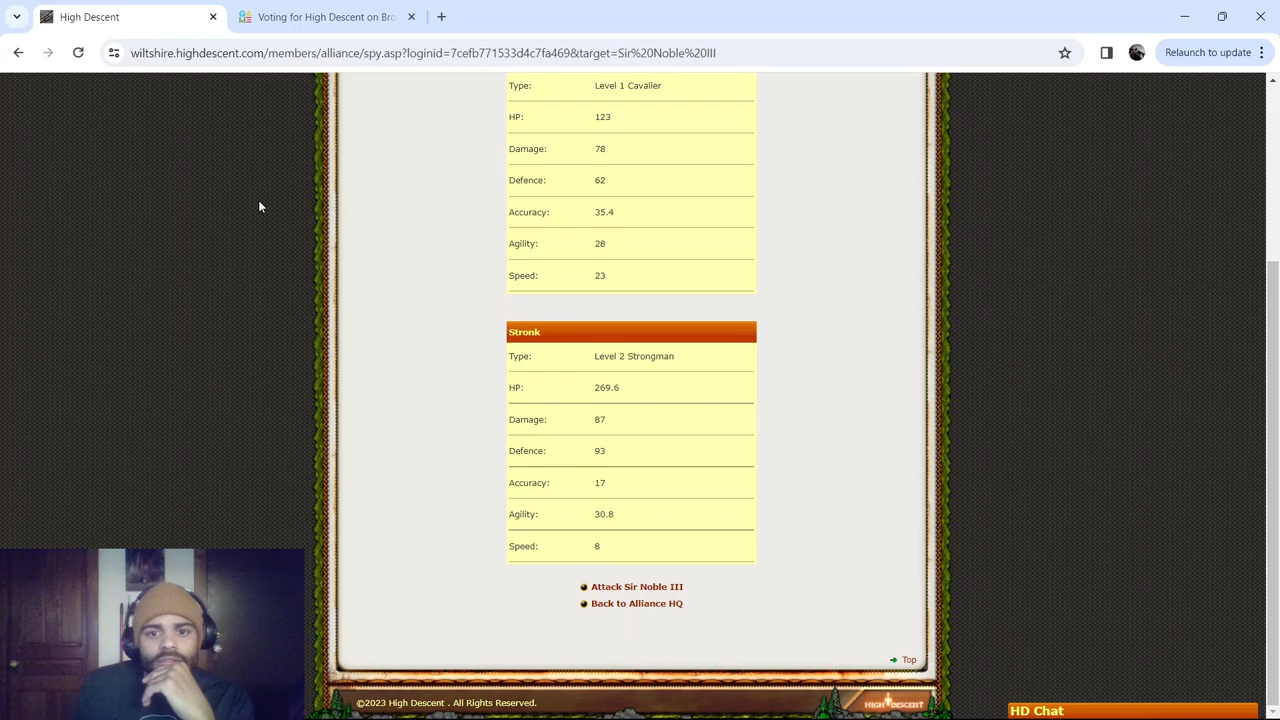 High Descent
Voting for High Descent on Bro
wiltshire.highdescent.com/members/alliance/spy.asp?loginid=7cefb771533d4c7fa469&target=Sir%20Noble%20III
Relaunch to update
Type: Level 1 Cavalier
HP: 123
Damage: 78
Defence: 62
Accuracy: 35.4
Agility: 28
Speed: 23
Stronk
Type: Level 2 Strongman
HP: 269.6
Damage: 87
Defence: 93
Accuracy: 17
Agility: 30.8
Speed: 8
Attack Sir Noble III
Back to Alliance HQ
Top
©2023 High Descent . All Rights Reserved.
HIGH DESCENT
HD Chat